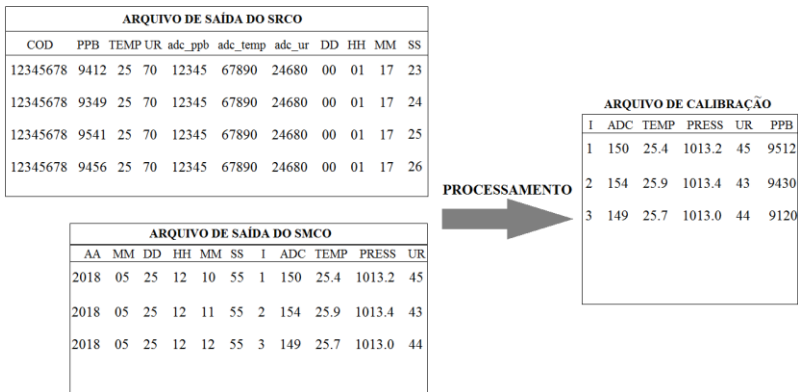 ARQUIVO DE SAÍDA DO SRCO
COD PPB TEMP UR adc_ppb adc_temp adc_ur DD HH MM SS
12345678 9412 25 70 12345 67890 24680 00 01 17 23
12345678 9349 25 70 12345 67890 24680 00 01 17 24
12345678 9541 25 70 12345 67890 24680 00 01 17 25
12345678 9456 25 70 12345 67890 24680 00 01 17 26
ARQUIVO DE SAÍDA DO SMCO
AA MM DD HH MM SS I ADC TEMP PRESS UR
2018 05 25 12 10 55 1 150 25.4 1013.2 45
2018 05 25 12 11 55 2 154 25.9 1013.4 43
2018 05 25 12 12 55 3 149 25.7 1013.0 44
PROCESSAMENTO
ARQUIVO DE CALIBRAÇÃO
I ADC TEMP PRESS UR PPB
1 150 25.4 1013.2 45 9512
2 154 25.9 1013.4 43 9430
3 149 25.7 1013.0 44 9120